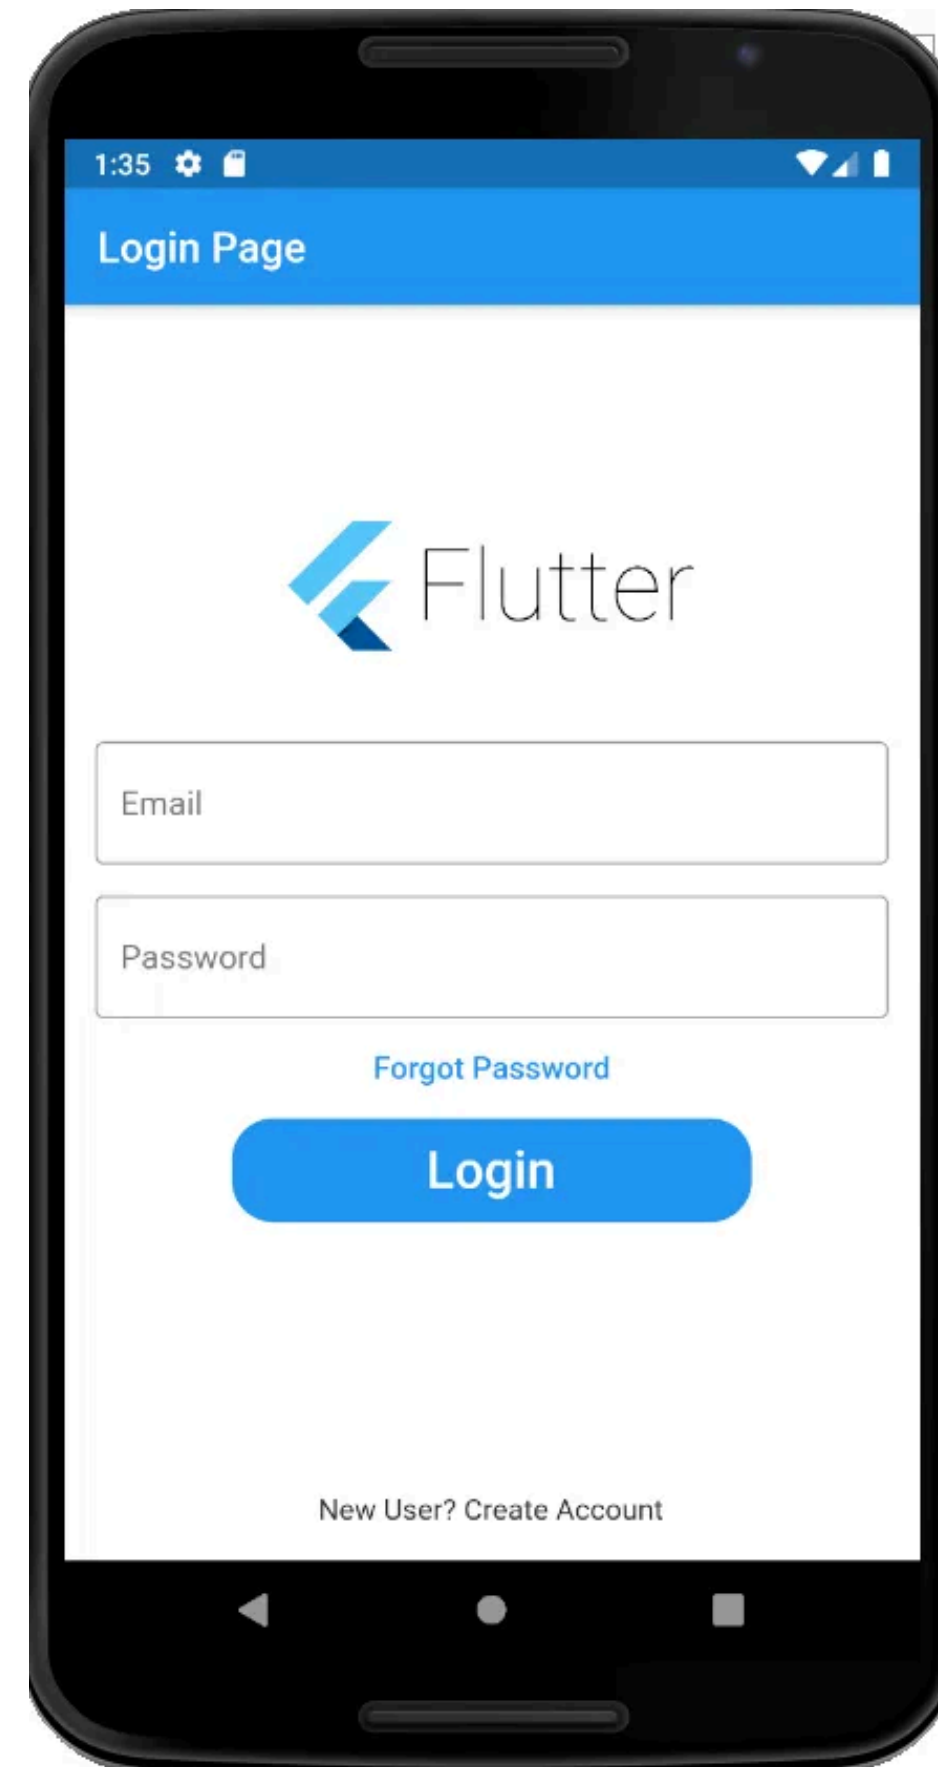 1:35
Login Page
Flutter
Email
Password
Forgot Password
Login
New User? Create Account